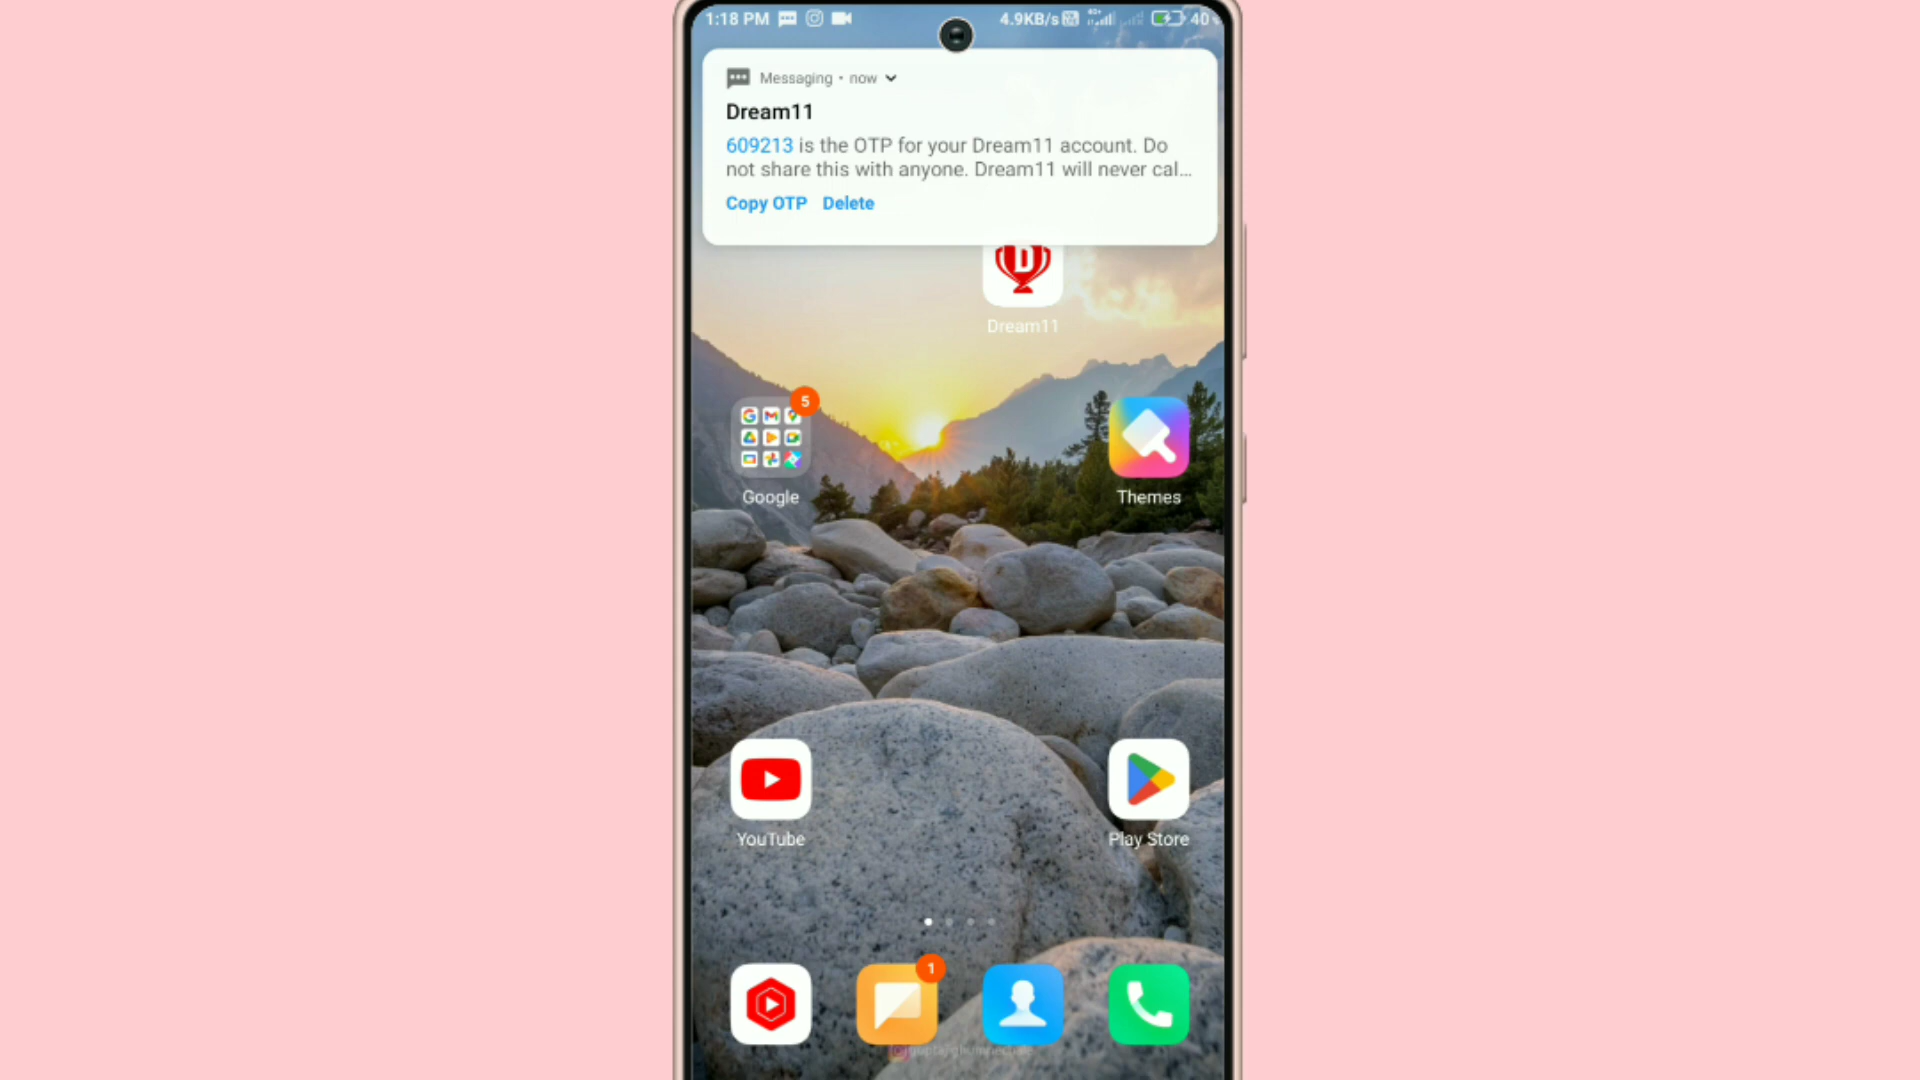 1:18 PM 4.9KB/s 40
Messaging • now
Dream11
609213 is the OTP for your Dream11 account. Do
not share this with anyone. Dream11 will never cal...
Copy OTP Delete
D
Dream11
5
Google Themes
YouTube Play Store
1